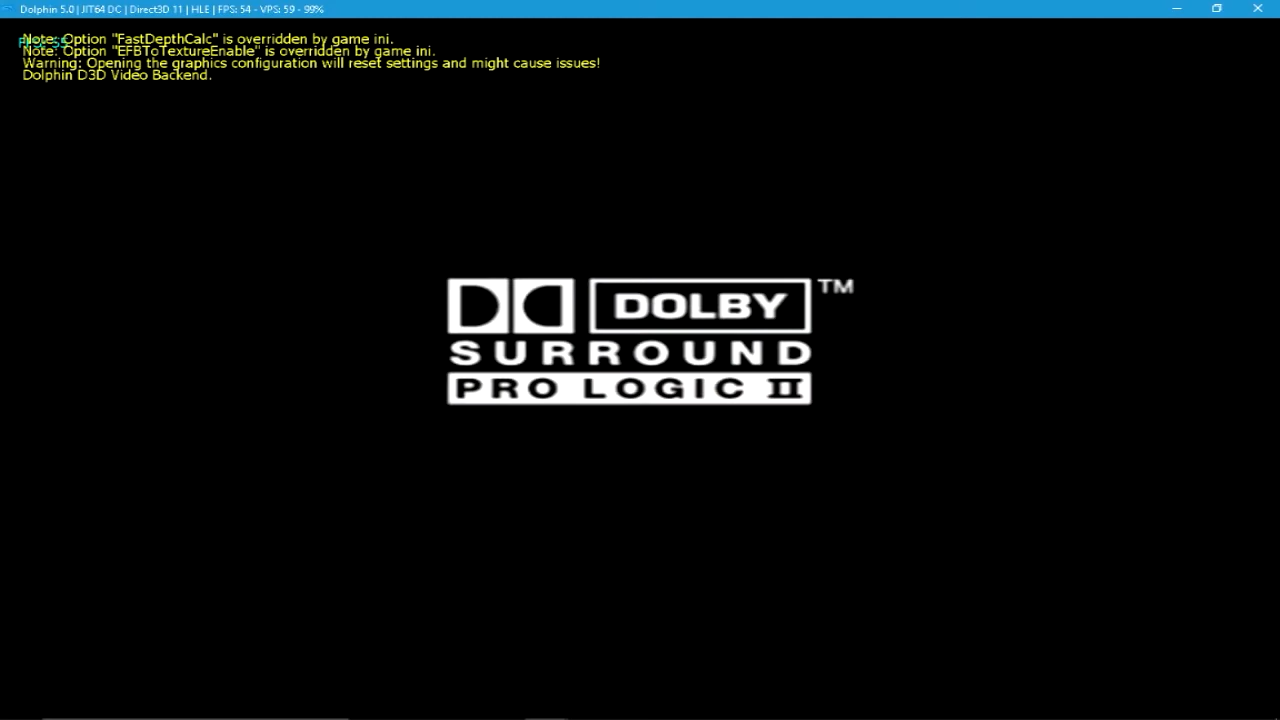 Dolphin 5.0 | JIT64 DC | Direct3D 11 | HLE | FPS: 54 - VPS: 59 - 99%
Note: Option "FastDepthCalc" is overridden by game ini.
FPS: 55
Note: Option "EFBToTextureEnable" is overridden by game ini.
Warning: Opening the graphics configuration will reset settings and might cause issues!
Dolphin D3D Video Backend.
DOLBY TM
SURROUND
PRO LOGIC II